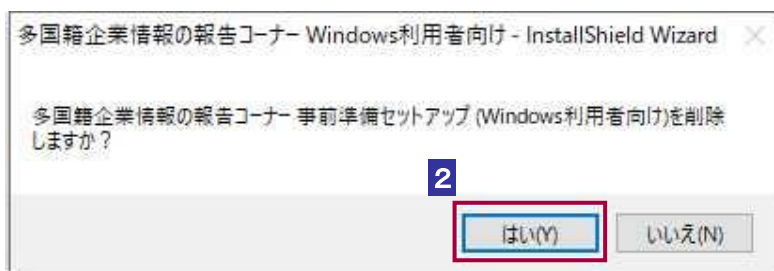 多国籍企業情報の報告コーナー Windows利用者向け - InstallShield Wizard
多国籍企業情報の報告コーナー 事前準備セットアップ (Windows利用者向け)を削除
しますか？
2
はい(Y)
いいえ(N)